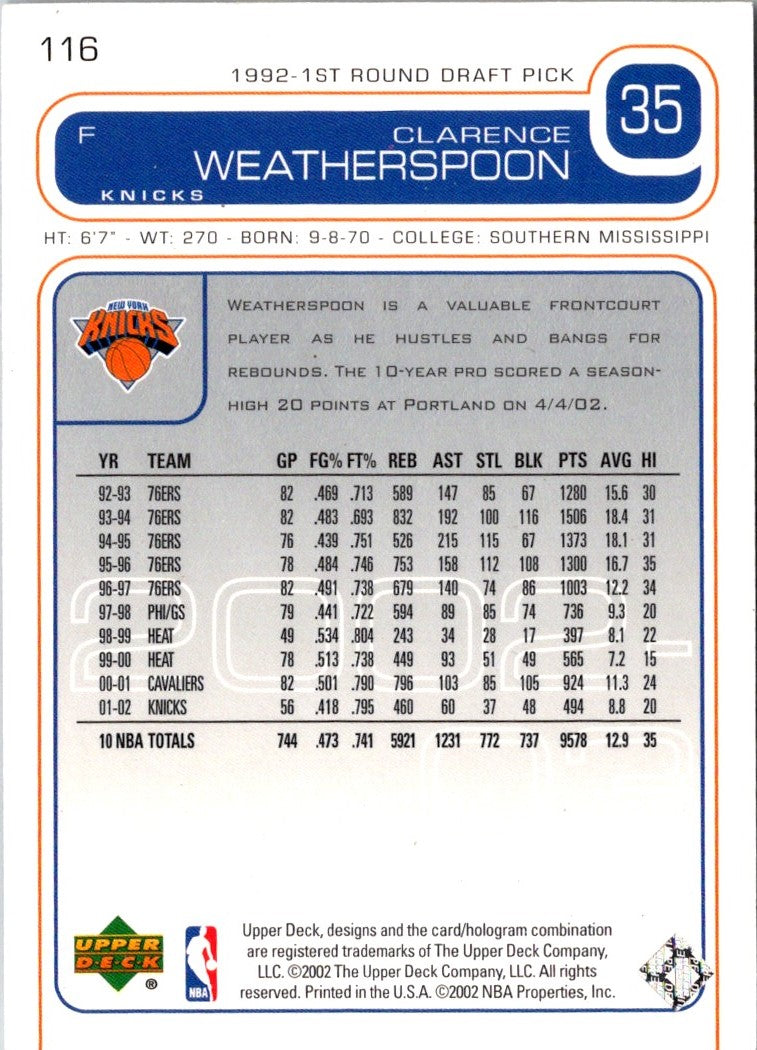 116
1992-1ST ROUND DRAFT PICK
35
F
CLARENCE
WEATHERSPOON
KNICKS
HT: 6'7" - WT: 270 - BORN: 9-8-70 - COLLEGE: SOUTHERN MISSISSIPPI
NEW YORK
KNICKS
WEATHERSPOON IS A VALUABLE FRONTCOURT
PLAYER AS HE HUSTLES AND BANGS FOR
REBOUNDS. THE 10-YEAR PRO SCORED A SEASON-
HIGH 20 POINTS AT PORTLAND ON 4/4/02.
YR TEAM GP FG% FT% REB AST STL BLK PTS AVG HI
92-93 76ERS 82 .469 .713 589 147 85 67 1280 15.6 30
93-94 76ERS 82 .483 .693 832 192 100 116 1506 18.4 31
94-95 76ERS 76 .439 .751 526 215 115 67 1373 18.1 31
95-96 76ERS 78 .484 .746 753 158 112 108 1300 16.7 35
96-97 76ERS 82 .491 .738 679 140 74 86 1003 12.2 34
97-98 PHI/GS 79 .441 .722 594 89 85 74 736 9.3 20
98-99 HEAT 49 .534 .804 243 34 28 17 397 8.1 22
99-00 HEAT 78 .513 .738 449 93 51 49 565 7.2 15
00-01 CAVALIERS 82 .501 .790 796 103 85 105 924 11.3 24
01-02 KNICKS 56 .418 .795 460 60 37 48 494 8.8 20
10 NBA TOTALS 744 .473 .741 5921 1231 772 737 9578 12.9 35
2002-
03
UPPER
DECK
®
NBA
Upper Deck, designs and the card/hologram combination
are registered trademarks of The Upper Deck Company,
LLC. ©2002 The Upper Deck Company, LLC. All rights
reserved. Printed in the U.S.A. ©2002 NBA Properties, Inc.